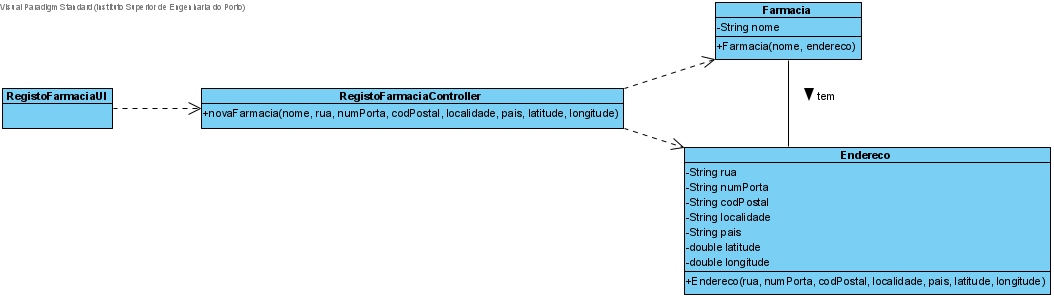 Visual Paradigm Standard (Instituto Superior de Engenharia do Porto)
Farmacia
-String nome
+Farmacia(nome, endereco)
RegistoFarmaciaUI
RegistoFarmaciaController
+novaFarmacia(nome, rua, numPorta, codPostal, localidade, pais, latitude, longitude)
tem
Endereco
-String rua
-String numPorta
-String codPostal
-String localidade
-String pais
-double latitude
-double longitude
+Endereco(rua, numPorta, codPostal, localidade, pais, latitude, longitude)